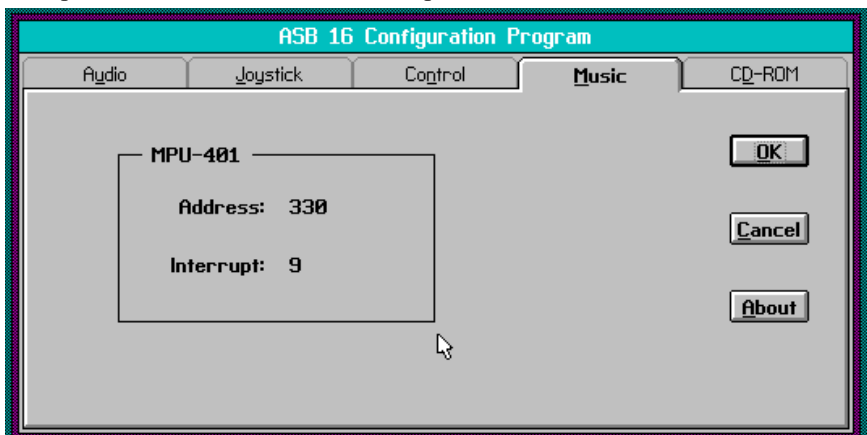 ASB 16 Configuration Program
Audio Joystick Control Music CD-ROM
MPU-401
OK
Address: 330
Cancel
Interrupt: 9
About